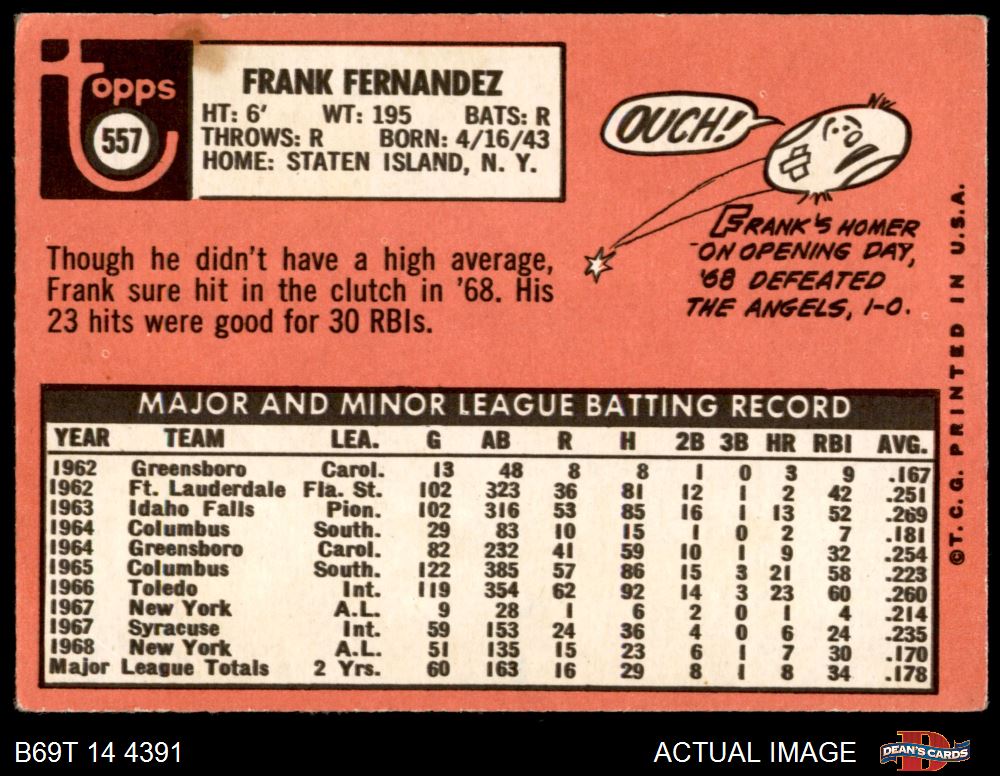 topps
557
FRANK FERNANDEZ
HT: 6' WT: 195 BATS: R
THROWS: R BORN: 4/16/43
HOME: STATEN ISLAND, N. Y.
OUCH!
FRANK'S HOMER
ON OPENING DAY,
'68 DEFEATED
THE ANGELS, 1-0.
Though he didn't have a high average,
Frank sure hit in the clutch in '68. His
23 hits were good for 30 RBIs.
MAJOR AND MINOR LEAGUE BATTING RECORD
YEAR TEAM LEA. G AB R H 2B 3B HR RBI AVG.
1962 Greensboro Carol. 13 48 8 8 1 0 3 9 .167
1962 Ft. Lauderdale Fla. St. 102 323 36 81 12 1 2 42 .251
1963 Idaho Falls Pion. 102 316 53 85 16 1 13 52 .269
1964 Columbus South. 29 83 10 15 1 0 2 7 .181
1964 Greensboro Carol. 82 232 41 59 10 1 9 32 .254
1965 Columbus South. 122 385 57 86 15 3 21 58 .223
1966 Toledo Int. 119 354 62 92 14 3 23 60 .260
1967 New York A.L. 9 28 1 6 2 0 1 4 .214
1967 Syracuse Int. 59 153 24 36 4 0 6 24 .235
1968 New York A.L. 51 135 15 23 6 1 7 30 .170
Major League Totals 2 Yrs. 60 163 16 29 8 1 8 34 .178
©T. C. G. PRINTED IN U.S.A.
B69T 14 4391
ACTUAL IMAGE
DEAN'S CARDS